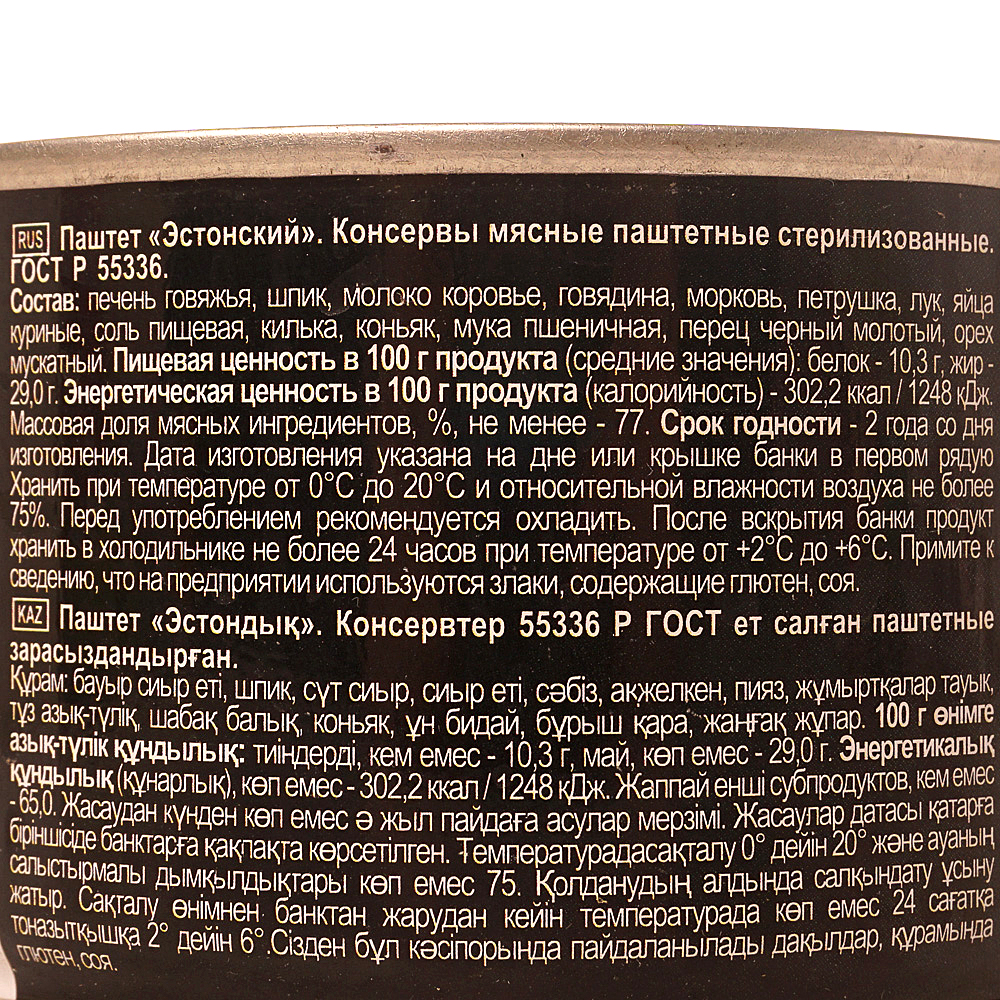 RUS Паштет «Эстонский». Консервы мясные паштетные стерилизованные.
ГОСТ Р 55336.
Состав: печень говяжья, шпик, молоко коровье, говядина, морковь, петрушка, лук, яйца
куриные, соль пищевая, килька, коньяк, мука пшеничная, перец черный молотый, орех
мускатный. Пищевая ценность в 100 г продукта (средние значения): белок - 10,3 г, жир -
29,0 г. Энергетическая ценность в 100 г продукта (калорийность) - 302,2 ккал / 1248 кДж.
Массовая доля мясных ингредиентов, %, не менее - 77. Срок годности - 2 года со дня
изготовления. Дата изготовления указана на дне или крышке банки в первом рядую
Хранить при температуре от 0°С до 20°С и относительной влажности воздуха не более
75%. Перед употреблением рекомендуется охладить. После вскрытия банки продукт
хранить в холодильнике не более 24 часов при температуре от +2°С до +6°С. Примите к
сведению, что на предприятии используются злаки, содержащие глютен, соя.
KAZ Паштет «Эстондық». Консервтер 55336 Р ГОСТ ет салған паштетные
зарасыздандырған.
Құрам: бауыр сиыр еті, шпик, сүт сиыр, сиыр еті, сәбіз, ақжелкен, пияз, жұмыртқалар тауық,
тұз азық-түлік, шабақ балық, коньяк, ұн бидай, бұрыш қара, жаңғақ жұпар. 100 г өнімге
азық-түлік құндылық: тиіндерді, кем емес - 10,3 г, май, көп емес - 29,0 г. Энергетикалық
құндылық (құнарлық), көп емес - 302,2 ккал / 1248 кДж. Жаппай енші субпродуктов, кем емес
- 65,0. Жасаудан күнден көп емес ә жыл пайдаға асулар мерзімі. Жасаулар датасы қатарға
біріншісіде банктарға қақпақта көрсетілген. Температурадасақталу 0° дейін 20° және ауаның
салыстырмалы дымқылдықтары көп емес 75. Қолданудың алдында салқындату ұсыну
жатыр. Сақталу өнімнен банктан жарудан кейін температурада көп емес 24 сағатқа
тоназытқышқа 2° дейін 6°.Сізден бұл кәсіпорында пайдаланылады дақылдар, құрамында
глютен, соя.